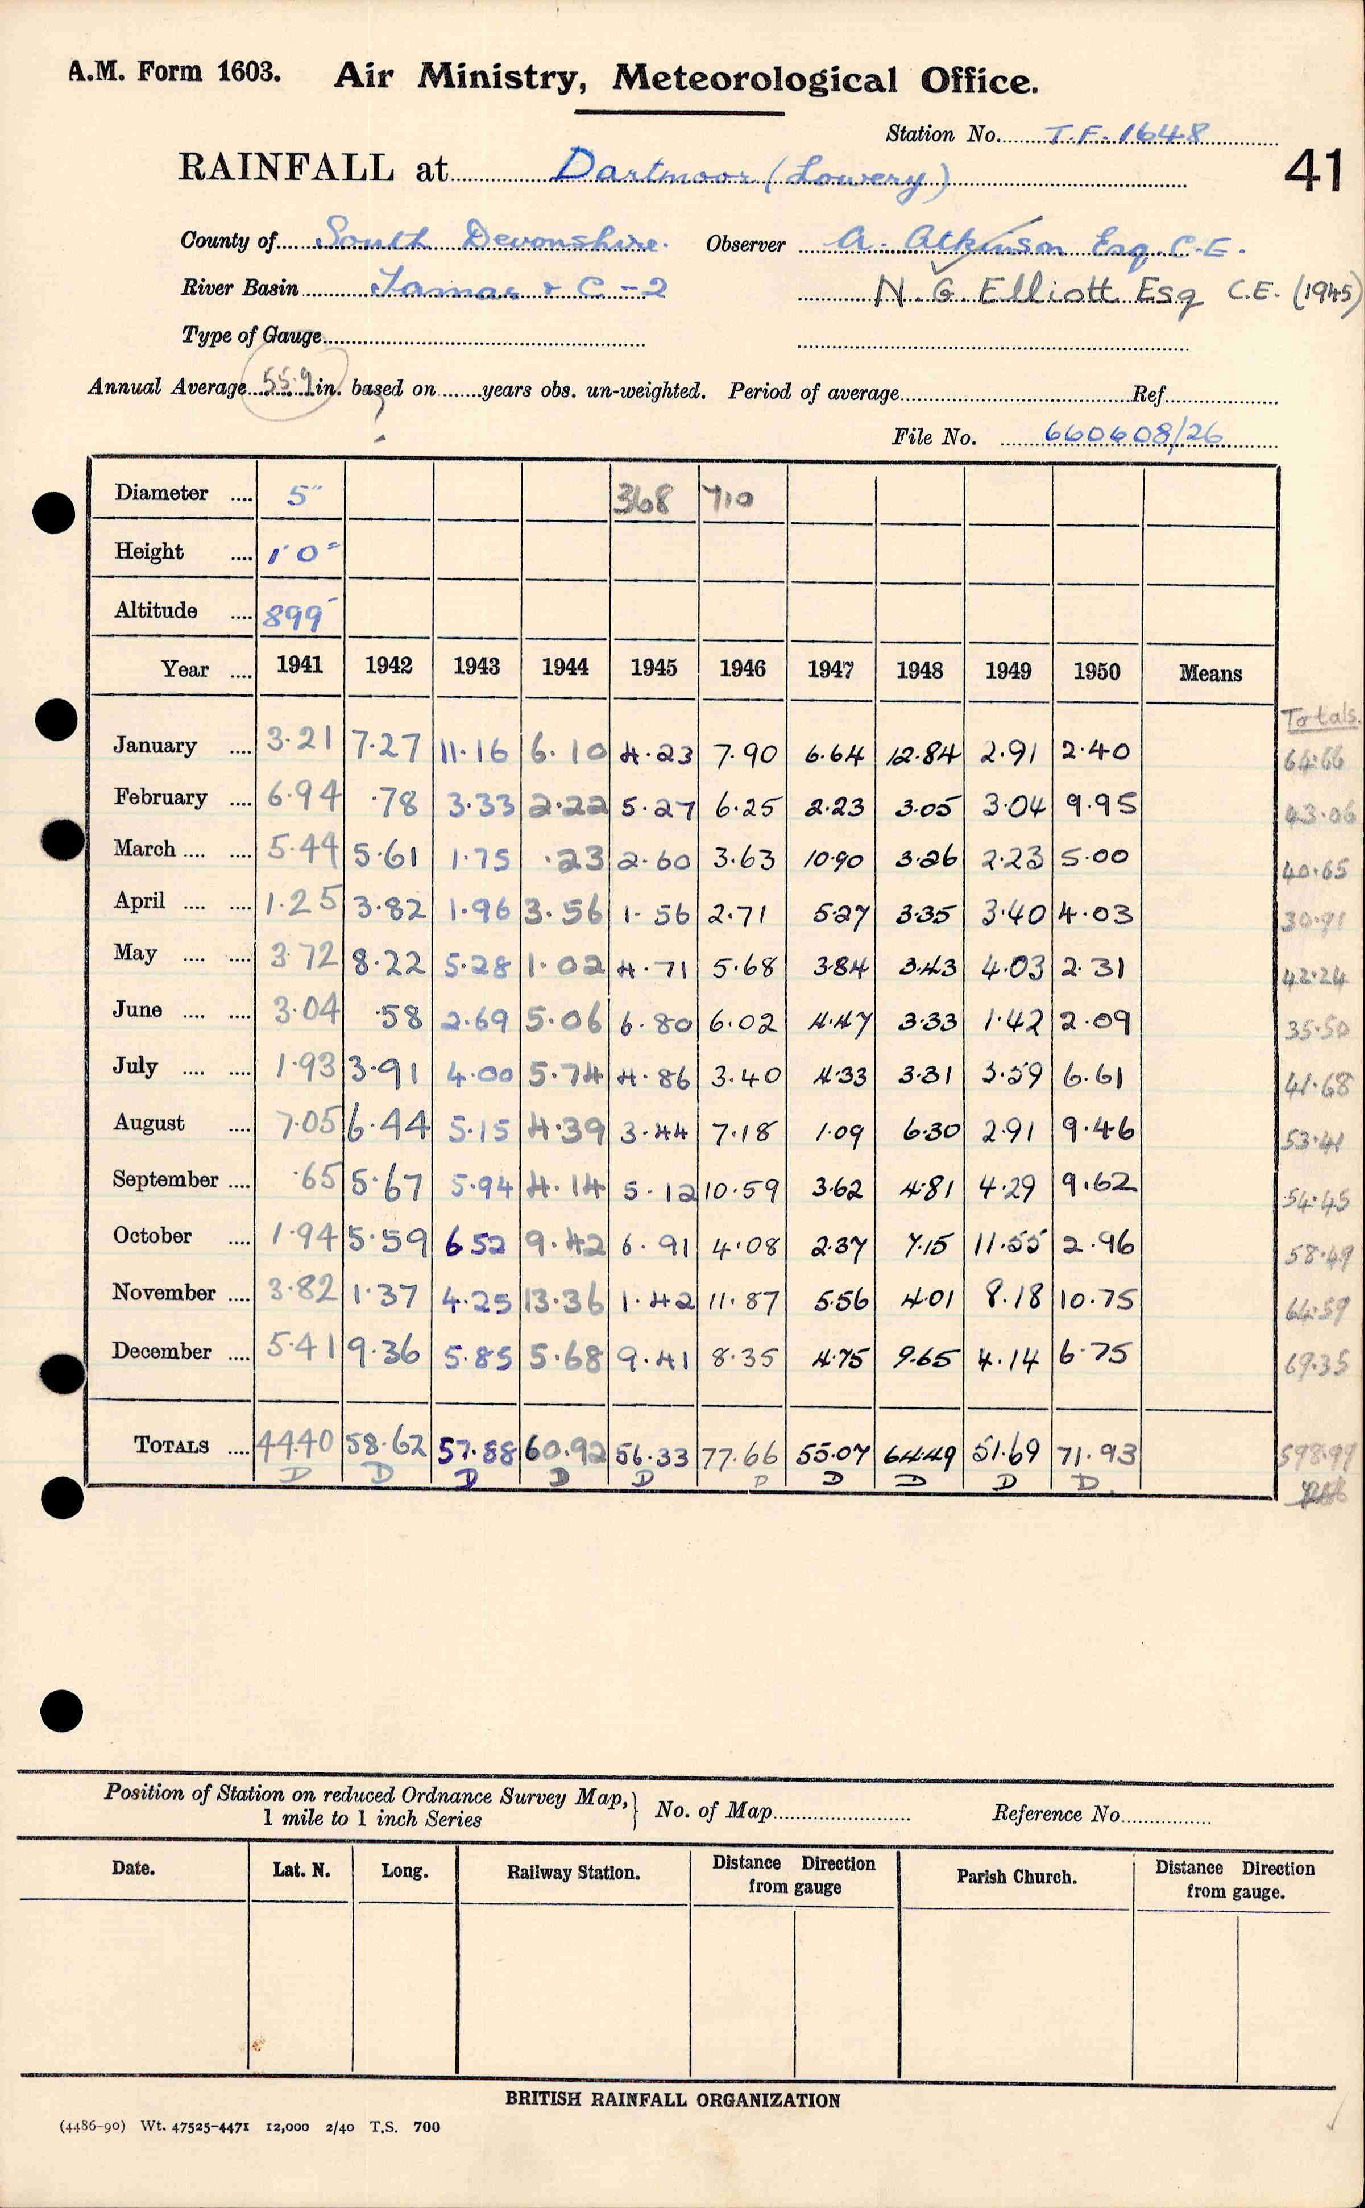 A.M. Form 1603. Air Ministry, Meteorological Office.
Station No. T.F. 1648
RAINFALL at Dartmoor (Lowery) 41
County of South Devonshire. Observer A. Atkinson Esq. C.E.
River Basin Tamar & C-2 N. G. Elliott Esq C.E. (1945)
Type of Gauge
Annual Average 55.9 in. based on ......years obs. un-weighted. Period of average Ref.
?
File No. 660608/26
Diameter .... 5" 368 710
Height .... 1'0"
Altitude .... 899'
Year .... 1941 1942 1943 1944 1945 1946 1947 1948 1949 1950 Means
Totals.
January .... 3.21 7.27 11.16 6.10 4.23 7.90 6.64 12.84 2.91 2.40 64.66
February .... 6.94 .78 3.33 2.22 5.27 6.25 2.23 3.05 3.04 9.95 43.06
March .... .... 5.44 5.61 1.75 .23 2.60 3.63 10.90 3.26 2.23 5.00 40.65
April .... .... 1.25 3.82 1.96 3.56 1.56 2.71 5.27 3.35 3.40 4.03 30.91
May .... .... 3.72 8.22 5.28 1.02 4.71 5.68 3.84 3.43 4.03 2.31 42.24
June .... .... 3.04 .58 2.69 5.06 6.80 6.02 4.47 3.33 1.42 2.09 35.50
July .... .... 1.93 3.91 4.00 5.74 4.86 3.40 4.33 3.31 3.59 6.61 41.68
August .... 7.05 6.44 5.15 4.39 3.44 7.18 1.09 6.30 2.91 9.46 53.41
September .... .65 5.67 5.94 4.14 5.12 10.59 3.62 4.81 4.29 9.62 54.45
October .... 1.94 5.59 6.52 9.42 6.91 4.08 2.37 7.15 11.55 2.96 58.49
November .... 3.82 1.37 4.25 13.36 1.42 11.87 5.56 4.01 8.18 10.75 64.59
December .... 5.41 9.36 5.85 5.68 9.41 8.35 4.75 9.65 4.14 6.75 69.35
TOTALS .... 44.40 58.62 57.88 60.92 56.33 77.66 55.07 64.49 51.69 71.93 598.99
D D D D D D D D D D
Position of Station on reduced Ordnance Survey Map, 1 mile to 1 inch Series } No. of Map Reference No.
Date. Lat. N. Long. Railway Station. Distance Direction from gauge Parish Church. Distance Direction from gauge.
BRITISH RAINFALL ORGANIZATION
(4486-90) Wt. 47525-4471 12,000 2/40 T.S. 700